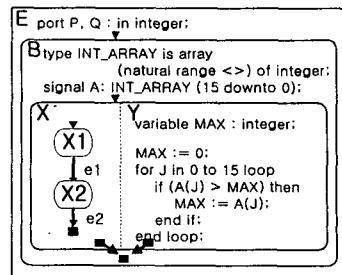 E port P, Q : in integer;
B type INT_ARRAY is array
(natural range <>) of integer;
signal A: INT_ARRAY (15 downto 0);
X Y
variable MAX : integer;
X1
MAX := 0;
e1 for J in 0 to 15 loop
if (A(J) > MAX) then
X2 MAX := A(J);
e2 end if;
end loop;